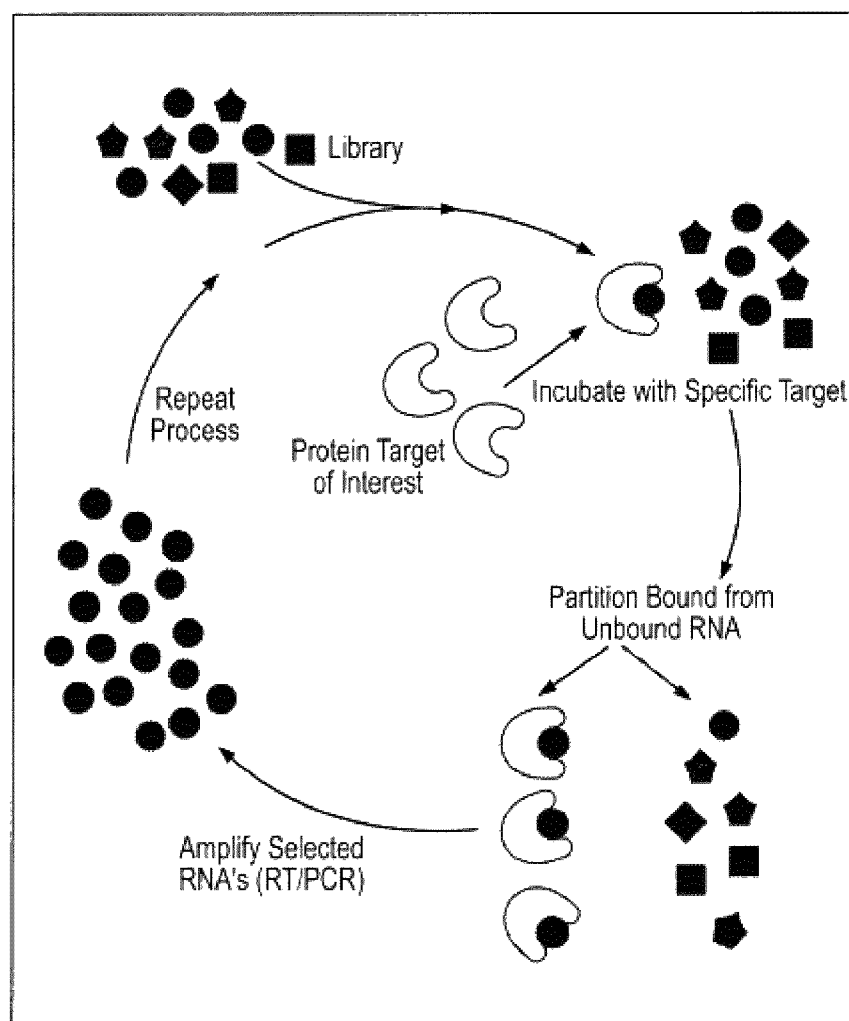 Library
Incubate with Specific Target
Protein Target
of Interest
Repeat
Process
Partition Bound from
Unbound RNA
Amplify Selected
RNA's (RT/PCR)